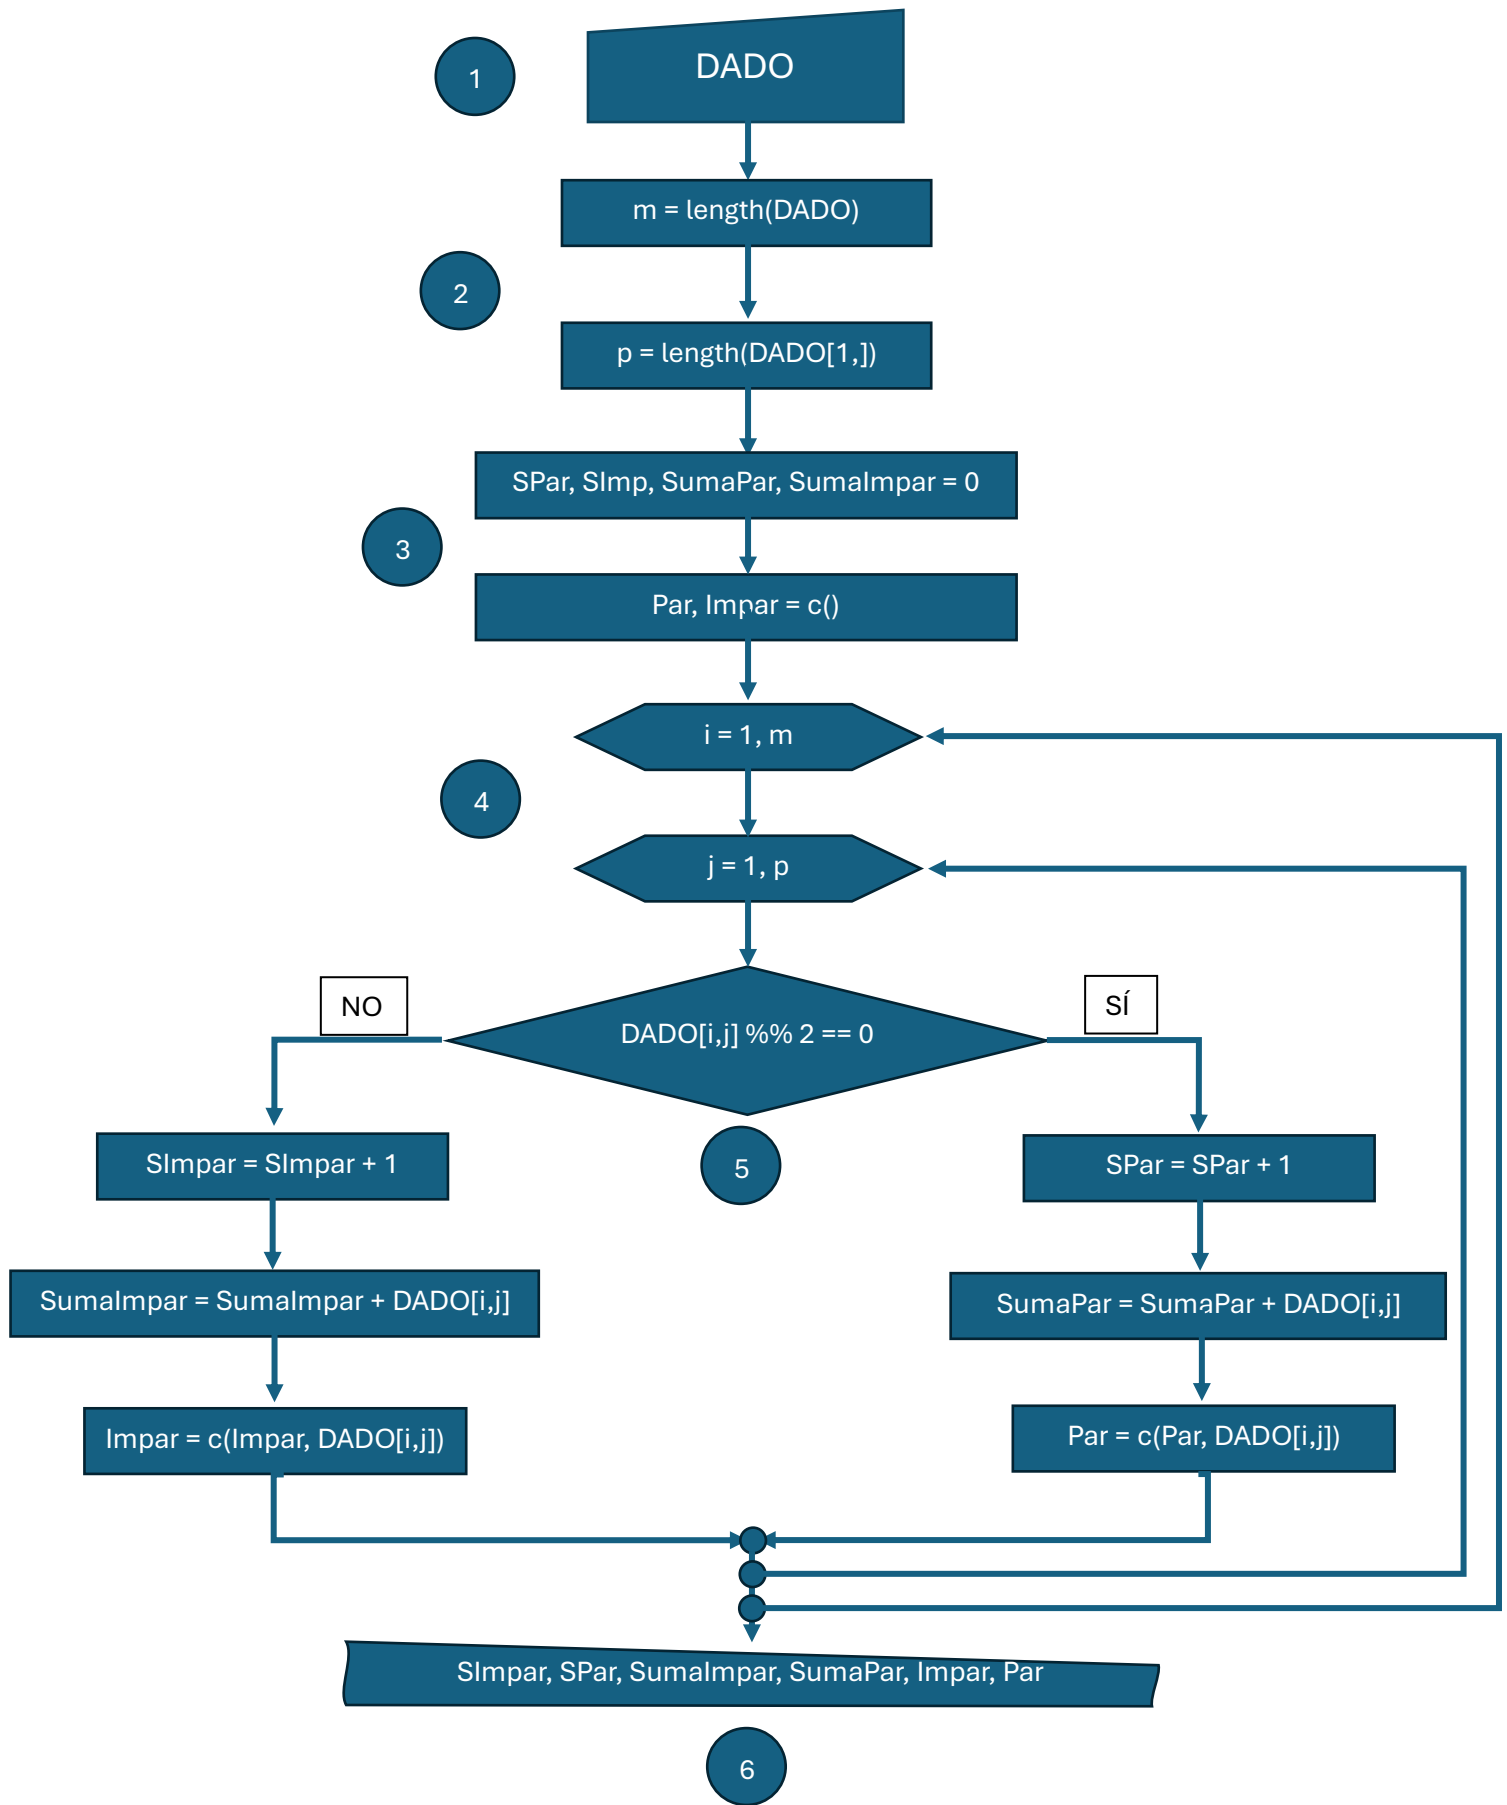 1
DADO
m = length(DADO)
2
p = length(DADO[1,])
SPar, SImp, SumaPar, SumaImpar = 0
3
Par, Impar = c()
i = 1, m
4
j = 1, p
NO
SÍ
DADO[i,j] %% 2 == 0
5
SImpar = SImpar + 1
SPar = SPar + 1
SumaImpar = SumaImpar + DADO[i,j]
SumaPar = SumaPar + DADO[i,j]
Impar = c(Impar, DADO[i,j])
Par = c(Par, DADO[i,j])
SImpar, SPar, SumaImpar, SumaPar, Impar, Par
6